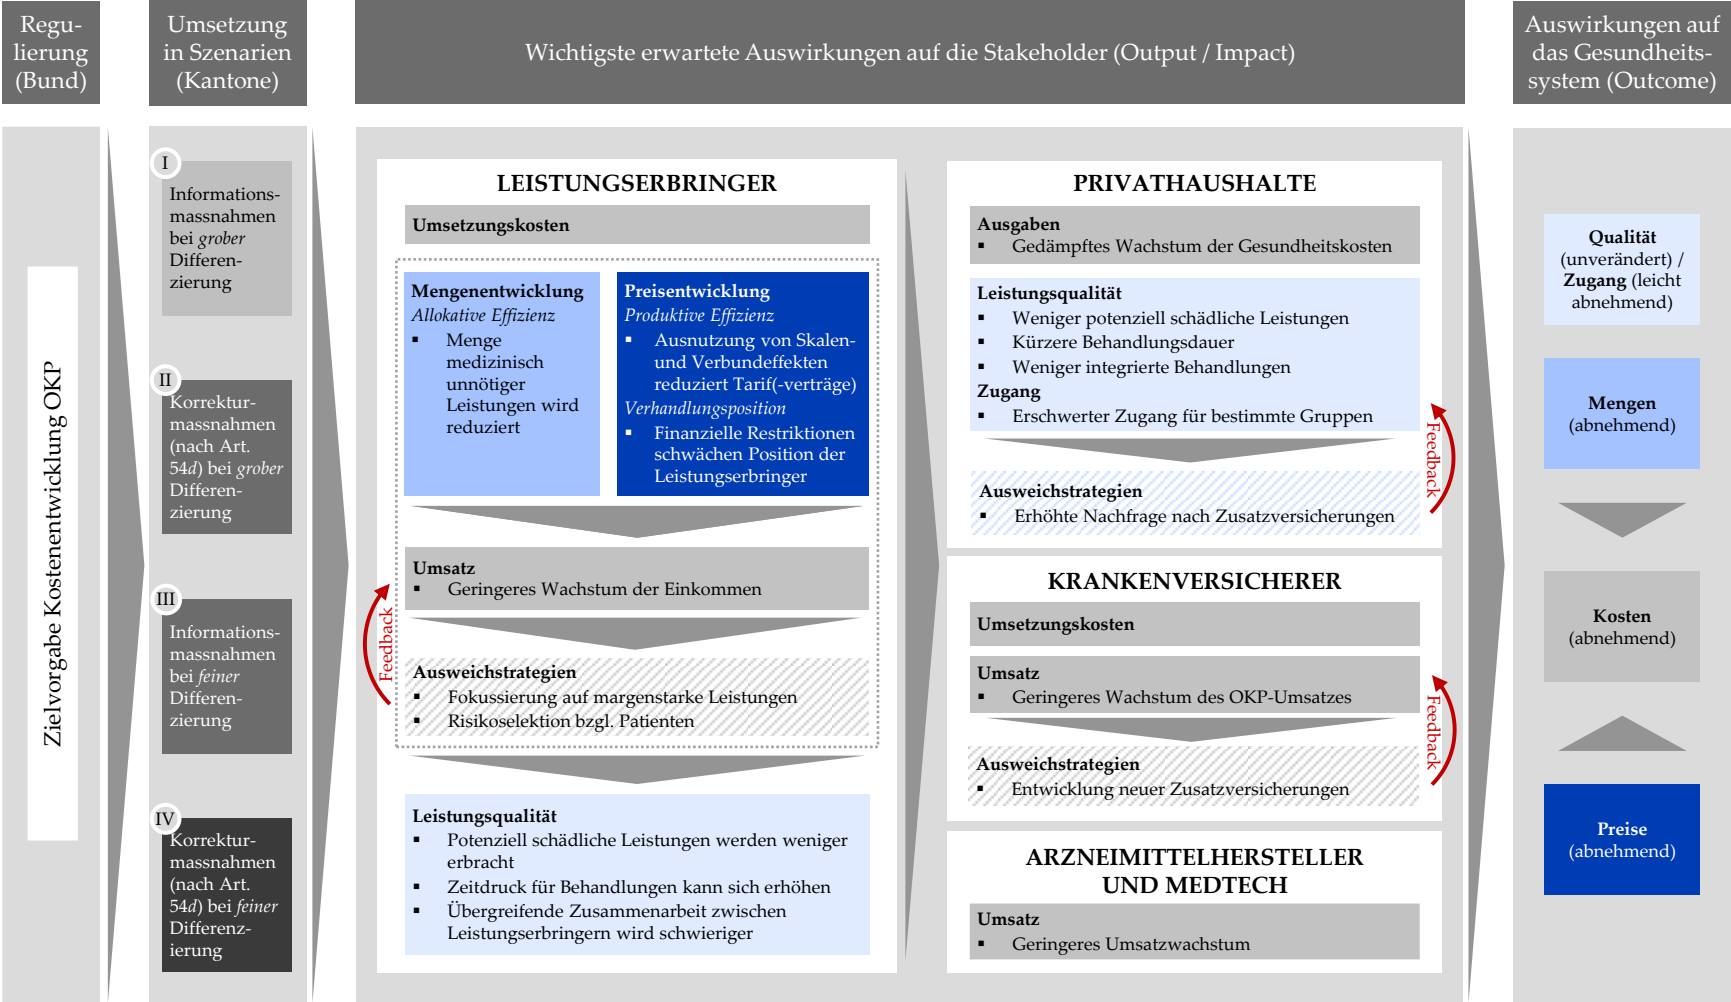 Regu-
lierung
(Bund)
Umsetzung
in Szenarien
(Kantone)
Wichtigste erwartete Auswirkungen auf die Stakeholder (Output / Impact)
Auswirkungen auf
das Gesundheits-
system (Outcome)
Zielvorgabe Kostenentwicklung OKP
I
Informations-
massnahmen
bei grober
Differen-
zierung
II
Korrektur-
massnahmen
(nach Art.
54d) bei grober
Differen-
zierung
III
Informations-
massnahmen
bei feiner
Differen-
zierung
IV
Korrektur-
massnahmen
(nach Art.
54d) bei feiner
Differenz-
ierung
LEISTUNGSERBRINGER
Umsetzungskosten
Mengenentwicklung
Allokative Effizienz
▪ Menge
medizinisch
unnötiger
Leistungen wird
reduziert
Preisentwicklung
Produktive Effizienz
▪ Ausnutzung von Skalen-
und Verbundeffekten
reduziert Tarif(-verträge)
Verhandlungsposition
▪ Finanzielle Restriktionen
schwächen Position der
Leistungserbringer
Umsatz
▪ Geringeres Wachstum der Einkommen
Feedback
Ausweichstrategien
▪ Fokussierung auf margenstarke Leistungen
▪ Risikoselektion bzgl. Patienten
Leistungsqualität
▪ Potenziell schädliche Leistungen werden weniger
erbracht
▪ Zeitdruck für Behandlungen kann sich erhöhen
▪ Übergreifende Zusammenarbeit zwischen
Leistungserbringern wird schwieriger
PRIVATHAUSHALTE
Ausgaben
▪ Gedämpftes Wachstum der Gesundheitskosten
Leistungsqualität
▪ Weniger potenziell schädliche Leistungen
▪ Kürzere Behandlungsdauer
▪ Weniger integrierte Behandlungen
Zugang
▪ Erschwerter Zugang für bestimmte Gruppen
Feedback
Ausweichstrategien
▪ Erhöhte Nachfrage nach Zusatzversicherungen
KRANKENVERSICHERER
Umsetzungskosten
Umsatz
▪ Geringeres Wachstum des OKP-Umsatzes
Feedback
Ausweichstrategien
▪ Entwicklung neuer Zusatzversicherungen
ARZNEIMITTELHERSTELLER
UND MEDTECH
Umsatz
▪ Geringeres Umsatzwachstum
Qualität
(unverändert) /
Zugang (leicht
abnehmend)
Mengen
(abnehmend)
Kosten
(abnehmend)
Preise
(abnehmend)